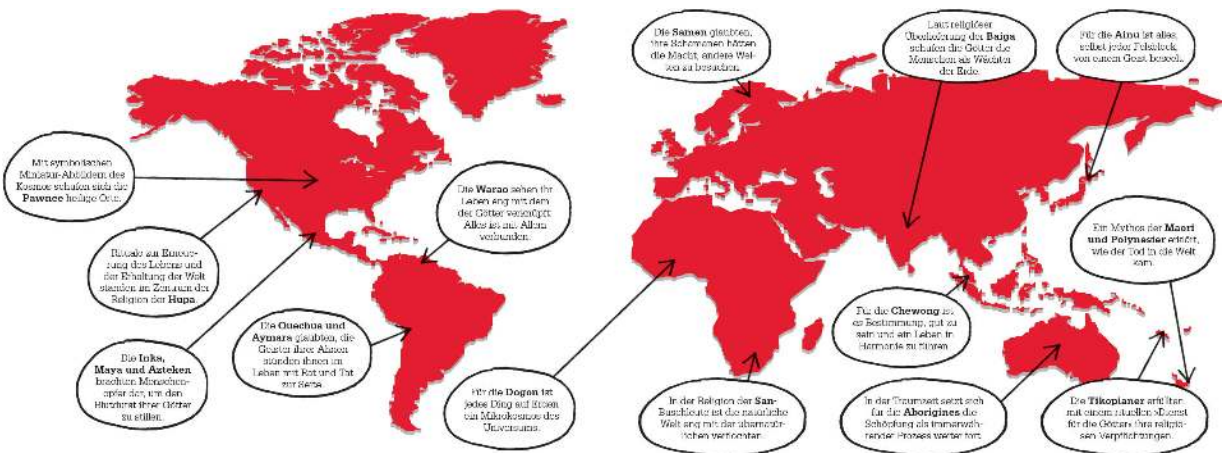 Die Samen glaubten,
ihre Schamanen hätten
die Macht, andere Wel-
ten zu besuchen.
Laut religiöser
Überlieferung der Baiga
schufen die Götter die
Menschen als Wächter
der Erde.
Für die Ainu ist alles,
selbst jeder Felsblock,
von einem Geist beseelt.
Mit symbolischen
Miniatur-Abbildern des
Kosmos schufen sich die
Pawnee heilige Orte.
Die Warao sehen ihr
Leben eng mit dem
der Götter verknüpft.
Alles ist mit Allem
verbunden.
Ein Mythos der Maori
und Polynesier erklärt,
wie der Tod in die Welt
kam.
Rituale zur Erneue-
rung des Lebens und
der Erhaltung der Welt
standen im Zentrum der
Religion der Hupa.
Die Quechua und
Aymara glaubten, die
Geister ihrer Ahnen
stünden ihnen im
Leben mit Rat und Tat
zur Seite.
Für die Chewong ist
es Bestimmung, gut zu
sein und ein Leben in
Harmonie zu führen.
Die Inka,
Maya und Azteken
brachten Menschen-
opfer dar, um den
Blutdurst ihrer Götter
zu stillen.
Für die Dogon ist
jedes Ding auf Erden
ein Mikrokosmos des
Universums.
In der Religion der San-
Buschleute ist die natürliche
Welt eng mit der übernatür-
lichen verflochten.
In der Traumzeit setzt sich
für die Aborigines die
Schöpfung als immerwäh-
render Prozess weiter fort.
Die Tikopianer erfüllten
mit einem rituellen »Dienst
für die Götter« ihre religiö-
sen Verpflichtungen.